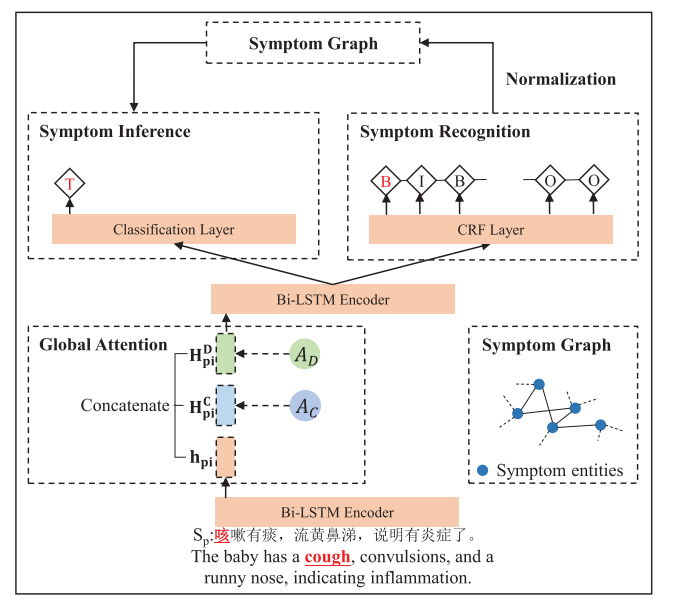 Symptom Graph
Normalization
Symptom Inference
T
Classification Layer
Symptom Recognition
B I B O O
CRF Layer
Bi-LSTM Encoder
Global Attention
Concatenate
H_pi^D
A_D
H_pi^C
A_C
h_pi
Symptom Graph
Symptom entities
Bi-LSTM Encoder
S_p:咳嗽有痰，流黄鼻涕，说明有炎症了。
The baby has a cough, convulsions, and a
runny nose, indicating inflammation.